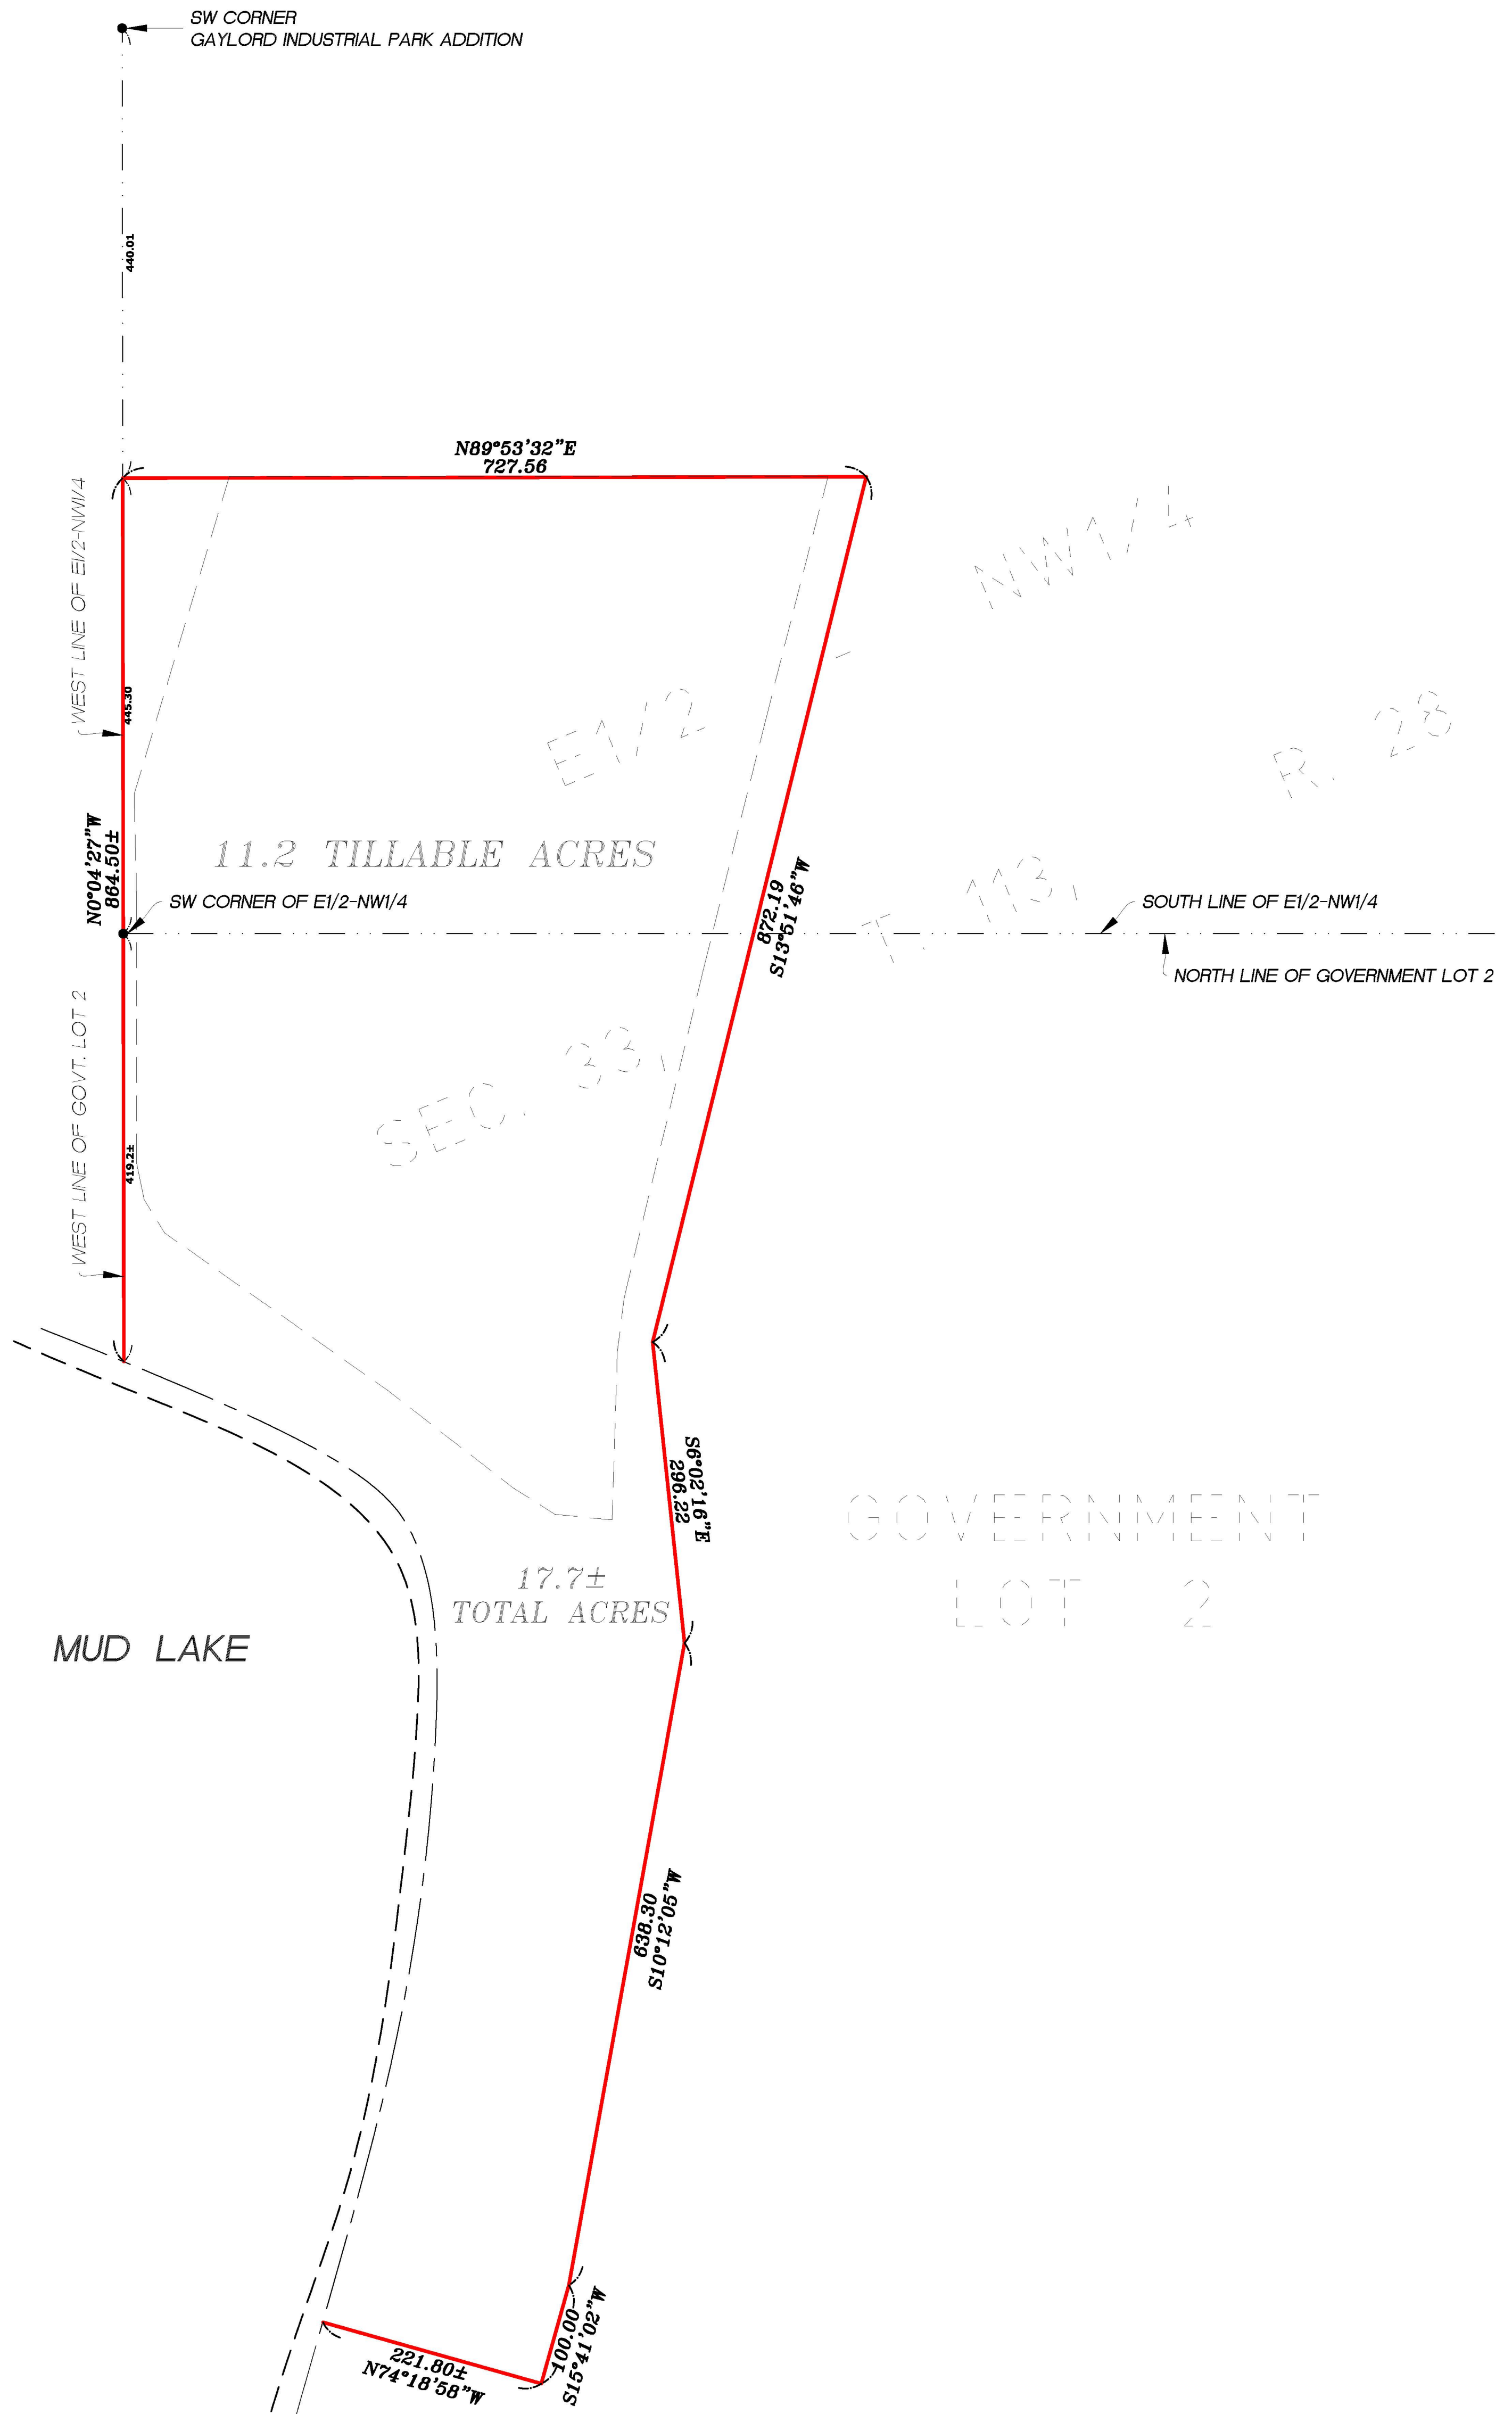 SW CORNER
GAYLORD INDUSTRIAL PARK ADDITION
440.01
N89°53'32"E
727.56
WEST LINE OF E1/2-NW1/4
445.30
N0°04'27"W
864.50±
E1/2 - NW1/4
11.2 TILLABLE ACRES
SW CORNER OF E1/2-NW1/4
872.19
S13°51'46"W
SOUTH LINE OF E1/2-NW1/4
NORTH LINE OF GOVERNMENT LOT 2
SEC. 33, T. 113, R. 28
WEST LINE OF GOVT. LOT 2
419.2±
S6°02'16"E
296.22
GOVERNMENT
LOT 2
17.7±
TOTAL ACRES
MUD LAKE
638.30
S10°12'05"W
100.00
S15°41'02"W
221.80±
N74°18'58"W